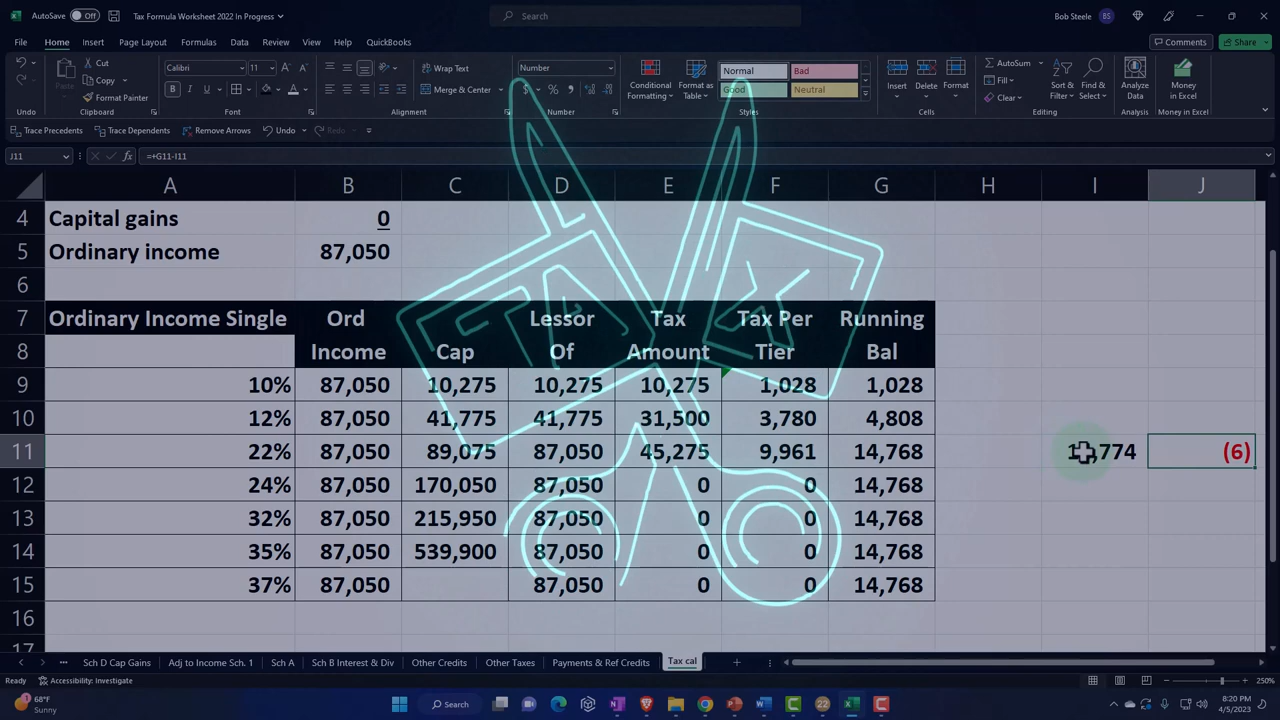 AutoSave Off Tax Formula Worksheet 2022 In Progress Search Bob Steele BS
File Home Insert Draw Page Layout Formulas Data Review View Help QuickBooks Comments Share
Calibri 12 Wrap Text Number Normal Bad AutoSum
Paste Copy Merge & Center Conditional Formatting Format as Table Good Neutral Insert Delete Format Fill Sort & Filter Find & Select Analyze Data Money in Excel
Format Painter Clear
Undo Clipboard Font Alignment Number Styles Cells Editing Analysis Money in Excel
Trace Precedents Trace Dependents Remove Arrows Undo Redo
J11 fx =+G11-I11
A B C D E F G H I J
4 Capital gains 0
5 Ordinary income 87,050
6
7 Ordinary Income Single Ord Lessor Tax Tax Per Running
8 Income Cap Of Amount Tier Bal
9 10% 87,050 10,275 10,275 10,275 1,028 1,028
10 12% 87,050 41,775 41,775 31,500 3,780 4,808
11 22% 87,050 89,075 87,050 45,275 9,961 14,768 14,774 (6)
12 24% 87,050 170,050 87,050 0 0 14,768
13 32% 87,050 215,950 87,050 0 0 14,768
14 35% 87,050 539,900 87,050 0 0 14,768
15 37% 87,050 87,050 0 0 14,768
16
17
TAX
Sch D Cap Gains Adj to Income Sch. 1 Sch A Sch B Interest & Div Other Credits Other Taxes Payments & Ref Credits Tax cal
Ready Accessibility: Investigate 250%
1 68°F Sunny Search 22 8:20 PM 4/5/2023